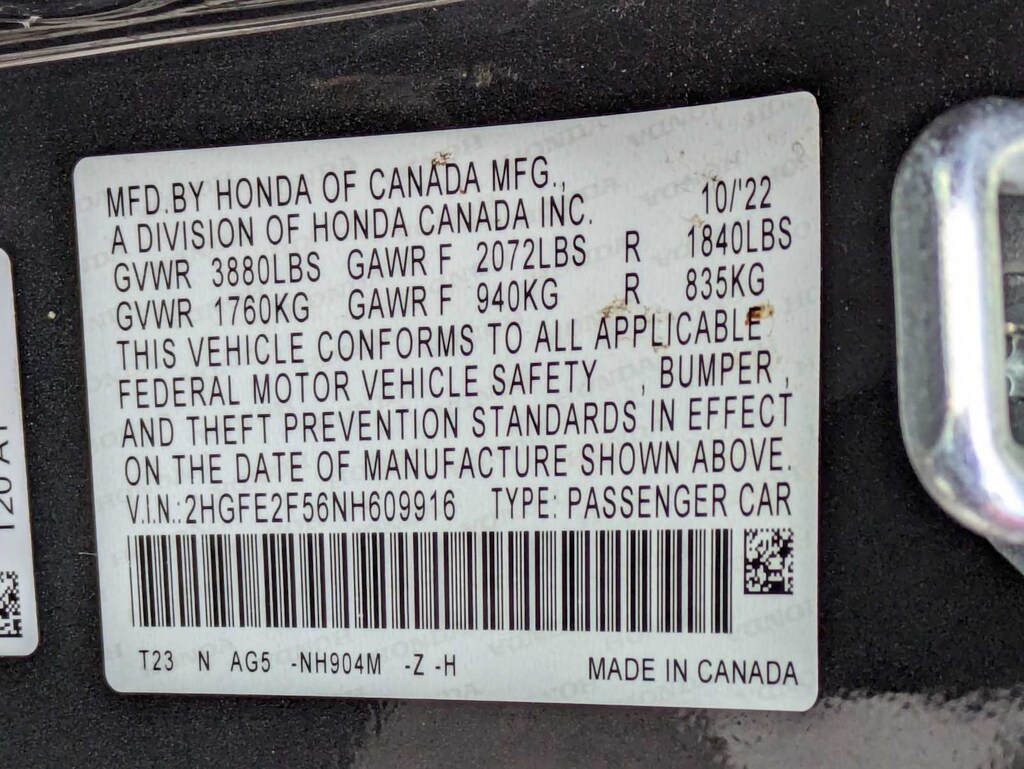 MFD.BY HONDA OF CANADA MFG.,
A DIVISION OF HONDA CANADA INC. 10/'22
GVWR 3880LBS GAWR F 2072LBS R 1840LBS
GVWR 1760KG GAWR F 940KG R 835KG
THIS VEHICLE CONFORMS TO ALL APPLICABLE
FEDERAL MOTOR VEHICLE SAFETY , BUMPER ,
AND THEFT PREVENTION STANDARDS IN EFFECT
ON THE DATE OF MANUFACTURE SHOWN ABOVE.
V.I.N.:2HGFE2F56NH609916 TYPE: PASSENGER CAR
T23 N AG5 -NH904M -Z -H MADE IN CANADA